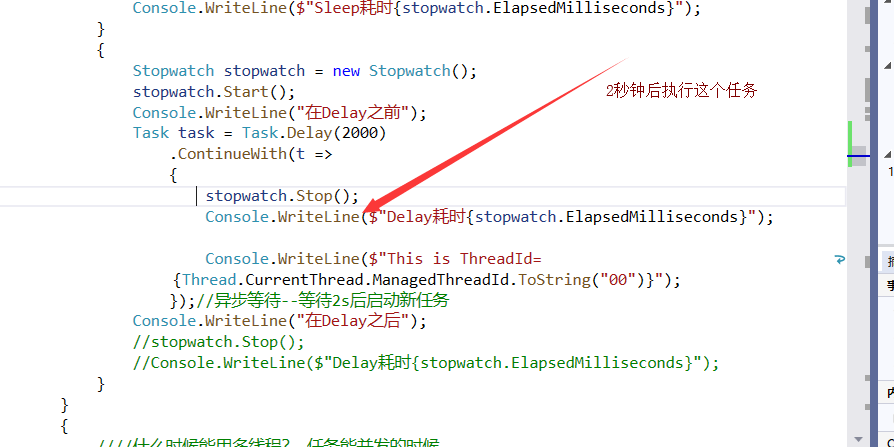 Console.WriteLine($"Sleep耗时{stopwatch.ElapsedMilliseconds}");
}
{
Stopwatch stopwatch = new Stopwatch();
stopwatch.Start();
Console.WriteLine("在Delay之前");
2秒钟后执行这个任务
Task task = Task.Delay(2000)
.ContinueWith(t =>
{
stopwatch.Stop();
Console.WriteLine($"Delay耗时{stopwatch.ElapsedMilliseconds}");
Console.WriteLine($"This is ThreadId=
{Thread.CurrentThread.ManagedThreadId.ToString("00")}");
});//异步等待--等待2s后启动新任务
Console.WriteLine("在Delay之后");
//stopwatch.Stop();
//Console.WriteLine($"Delay耗时{stopwatch.ElapsedMilliseconds}");
}
}
{
////什么时候能用多线程？ 任务能并发的时候